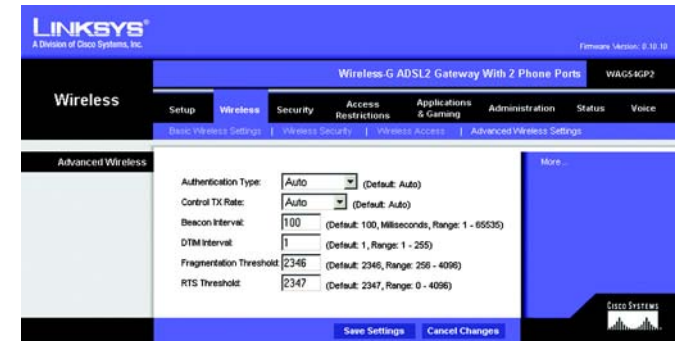 LINKSYS®
A Division of Cisco Systems, Inc.
Firmware Version: 0.10.10
Wireless-G ADSL2 Gateway With 2 Phone Ports WAG54GP2
Wireless
Setup Wireless Security Access Restrictions Applications & Gaming Administration Status Voice
Basic Wireless Settings | Wireless Security | Wireless Access | Advanced Wireless Settings
Advanced Wireless
More...
Authentication Type: Auto (Default: Auto)
Control TX Rate: Auto (Default: Auto)
Beacon Interval: 100 (Default: 100, Milliseconds, Range: 1 - 65535)
DTIM Interval: 1 (Default: 1, Range: 1 - 255)
Fragmentation Threshold: 2346 (Default: 2346, Range: 256 - 4096)
RTS Threshold: 2347 (Default: 2347, Range: 0 - 4096)
CISCO SYSTEMS
Save Settings Cancel Changes